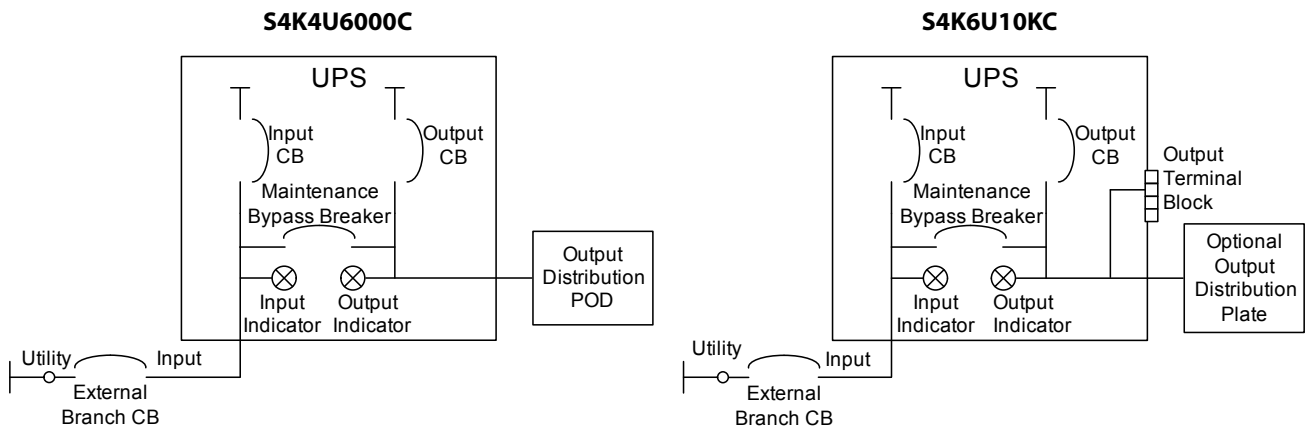 S4K4U6000C
UPS
Input
CB
Output
CB
Maintenance
Bypass Breaker
Input
Indicator
Output
Indicator
Output
Distribution
POD
Utility
Input
External
Branch CB
S4K6U10KC
UPS
Input
CB
Output
CB
Output
Terminal
Block
Maintenance
Bypass Breaker
Input
Indicator
Output
Indicator
Optional
Output
Distribution
Plate
Utility
Input
External
Branch CB